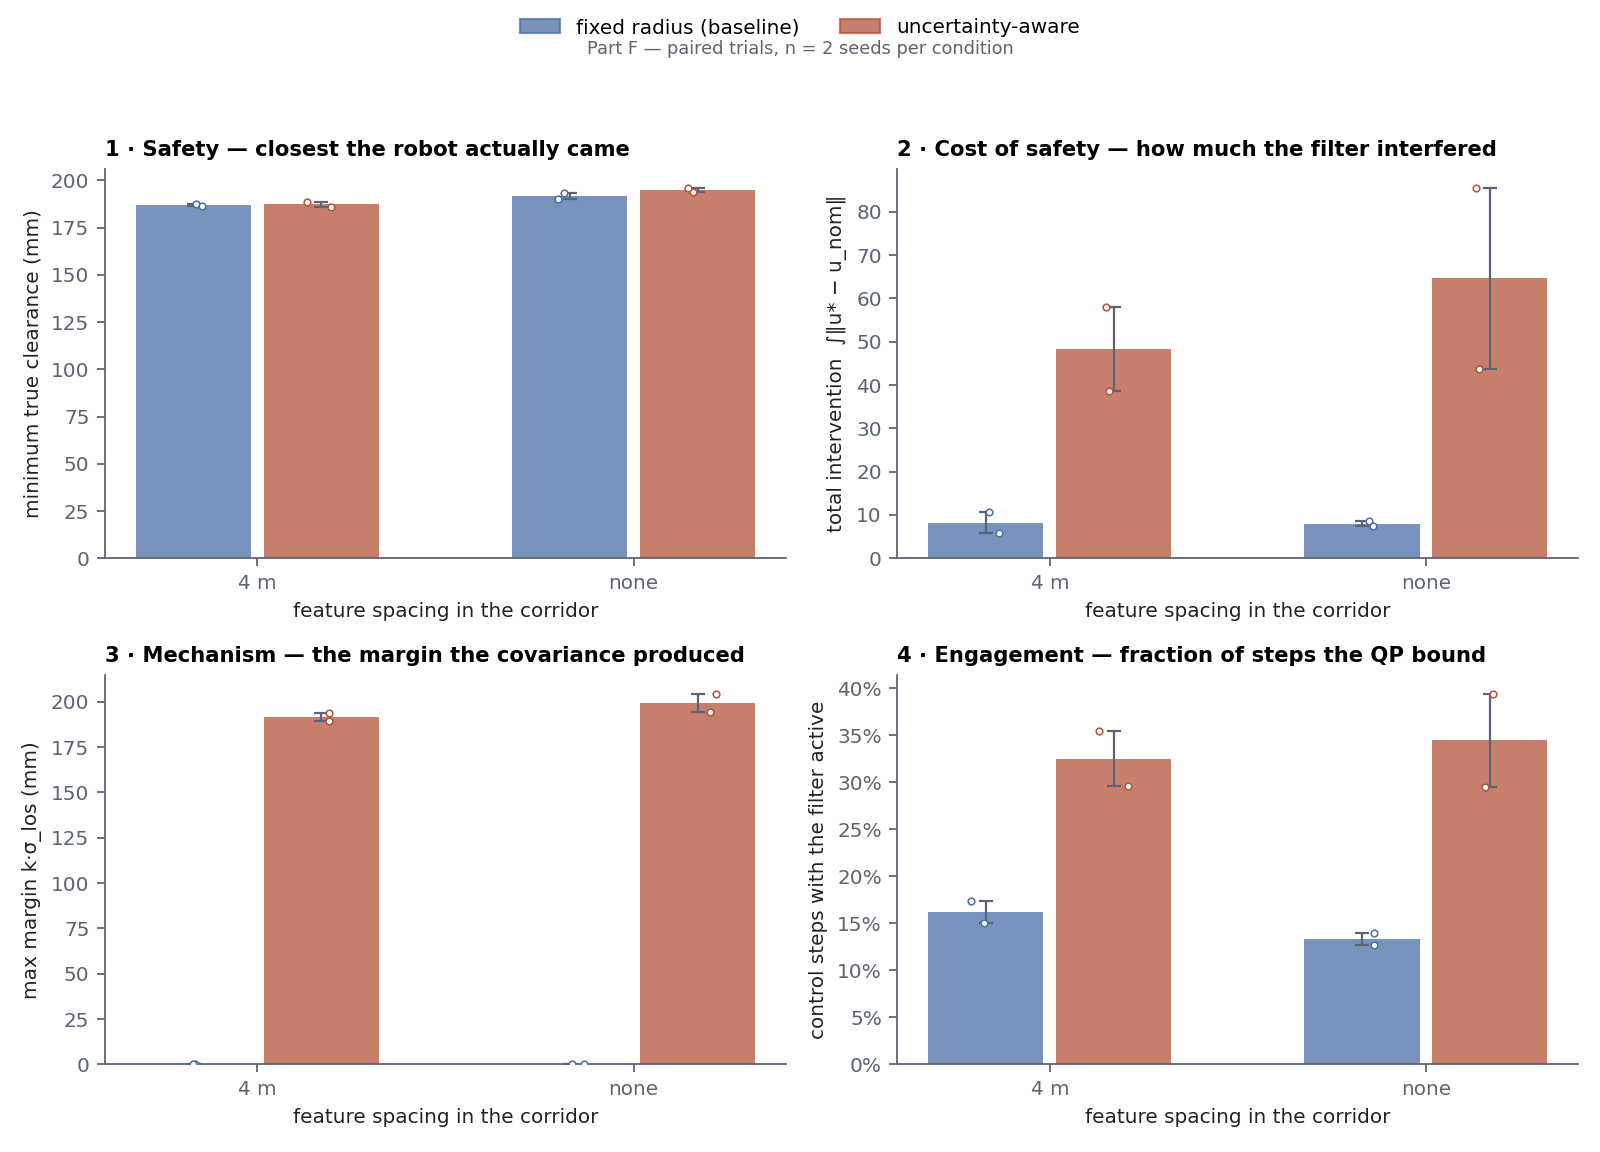 fixed radius (baseline)
uncertainty-aware
Part F — paired trials, n = 2 seeds per condition
1 · Safety — closest the robot actually came
minimum true clearance (mm)
200
175
150
125
100
75
50
25
0
4 m
none
feature spacing in the corridor
2 · Cost of safety — how much the filter interfered
total intervention ∫‖u* − u_nom‖
80
70
60
50
40
30
20
10
0
4 m
none
feature spacing in the corridor
3 · Mechanism — the margin the covariance produced
max margin k·σ_los (mm)
200
175
150
125
100
75
50
25
0
4 m
none
feature spacing in the corridor
4 · Engagement — fraction of steps the QP bound
control steps with the filter active
40%
35%
30%
25%
20%
15%
10%
5%
0%
4 m
none
feature spacing in the corridor